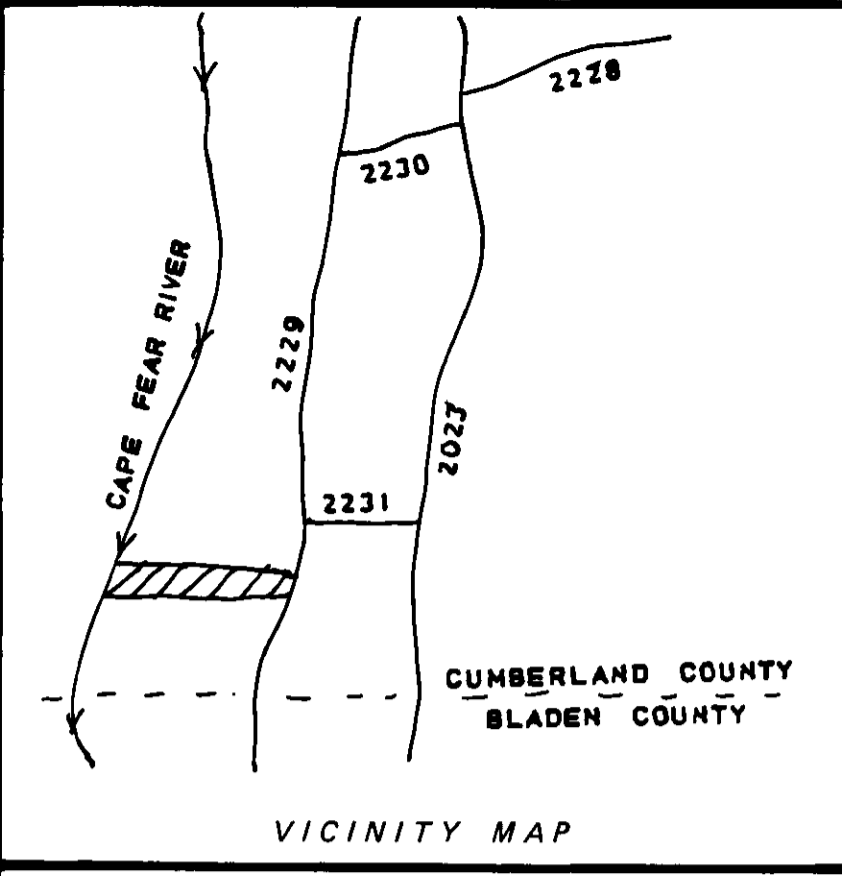 2228
2230
CAPE FEAR RIVER
2229
2023
2231
CUMBERLAND COUNTY
BLADEN COUNTY
VICINITY MAP